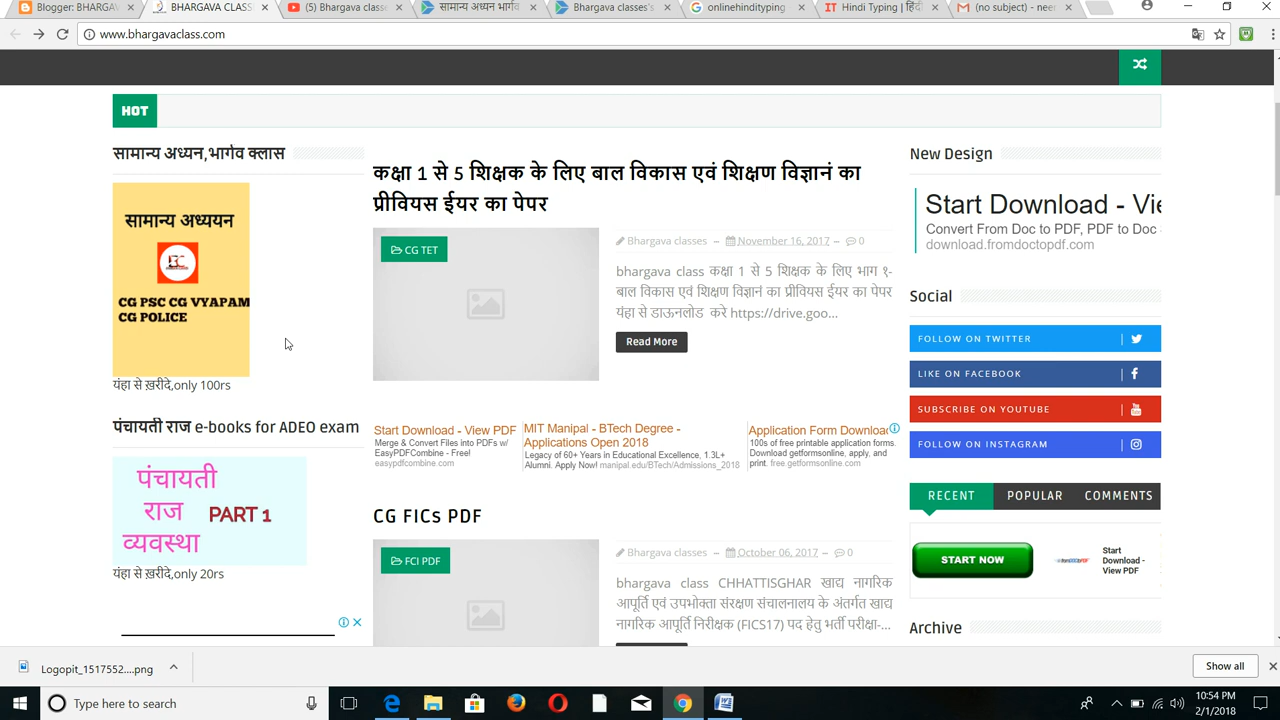 Blogger: BHARGAV
BHARGAVA CLASS
(5) Bhargava classe
सामान्य अध्यन भार्गव
Bhargava classes's
onlinehindityping
Hindi Typing | हिंदी
(no subject) - neer
www.bhargavaclass.com
HOT
सामान्य अध्यन,भार्गव क्लास
सामान्य अध्ययन
CG PSC CG VYAPAM
CG POLICE
यंहा से ख़रीदे,only 100rs
पंचायती राज e-books for ADEO exam
पंचायती
राज PART 1
व्यवस्था
यंहा से ख़रीदे,only 20rs
कक्षा 1 से 5 शिक्षक के लिए बाल विकास एवं शिक्षण विज्ञानं का
प्रीवियस ईयर का पेपर
CG TET
Bhargava classes – November 16, 2017 – 0
bhargava class कक्षा 1 से 5 शिक्षक के लिए भाग १-
बाल विकास एवं शिक्षण विज्ञानं का प्रीवियस ईयर का पेपर
यंहा से डाऊनलोड करे https://drive.goo...
Read More
Start Download - View PDF
Merge & Convert Files into PDFs w/
EasyPDFCombine - Free!
easypdfcombine.com
MIT Manipal - BTech Degree -
Applications Open 2018
Legacy of 60+ Years in Educational Excellence, 1.3L+
Alumni. Apply Now! manipal.edu/BTech/Admissions_2018
Application Form Download
100s of free printable application forms.
Download getformsonline, apply, and
print. free.getformsonline.com
CG FICs PDF
FCI PDF
Bhargava classes – October 06, 2017 – 0
bhargava class CHHATTISGHAR खाद्य नागरिक
आपूर्ति एवं उपभोक्ता संरक्षण संचालनालय के अंतर्गत खाद्य
नागरिक आपूर्ति निरीक्षक (FICS17) पद हेतु भर्ती परीक्षा-...
New Design
Start Download - Vie
Convert From Doc to PDF, PDF to Doc
download.fromdoctopdf.com
Social
FOLLOW ON TWITTER
LIKE ON FACEBOOK
SUBSCRIBE ON YOUTUBE
FOLLOW ON INSTAGRAM
RECENT POPULAR COMMENTS
START NOW
Start
Download -
View PDF
Archive
Logopit_1517552....png
Show all
Type here to search
10:54 PM
2/1/2018